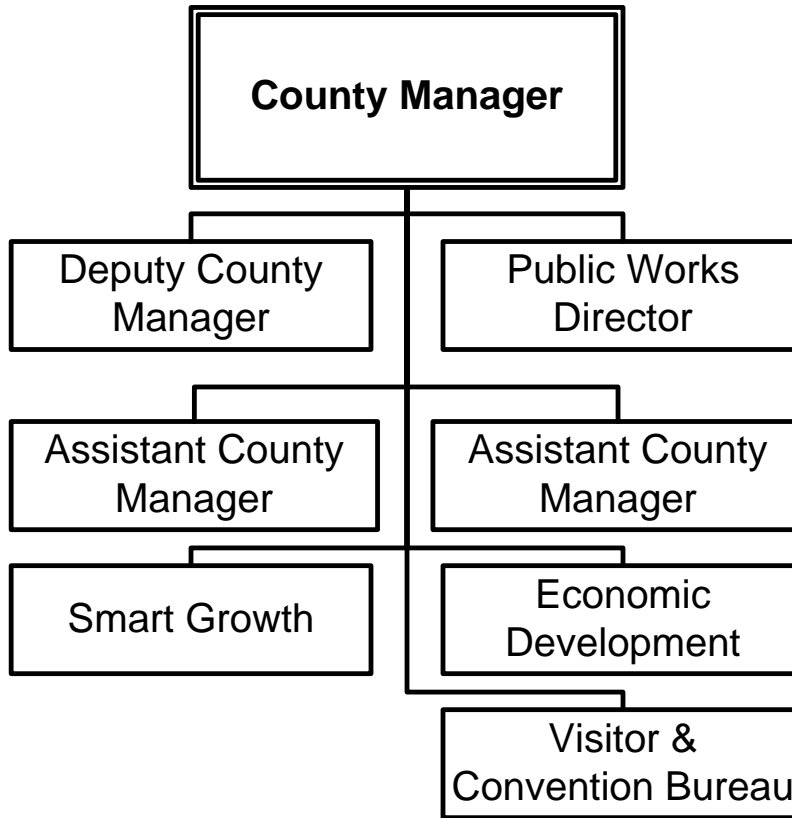 County Manager
Deputy County
Manager
Public Works
Director
Assistant County
Manager
Assistant County
Manager
Smart Growth
Economic
Development
Visitor &
Convention Bureau